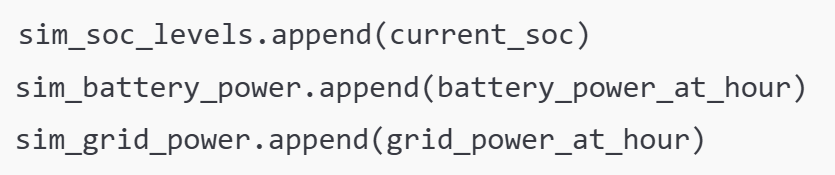 sim_soc_levels.append(current_soc)
sim_battery_power.append(battery_power_at_hour)
sim_grid_power.append(grid_power_at_hour)